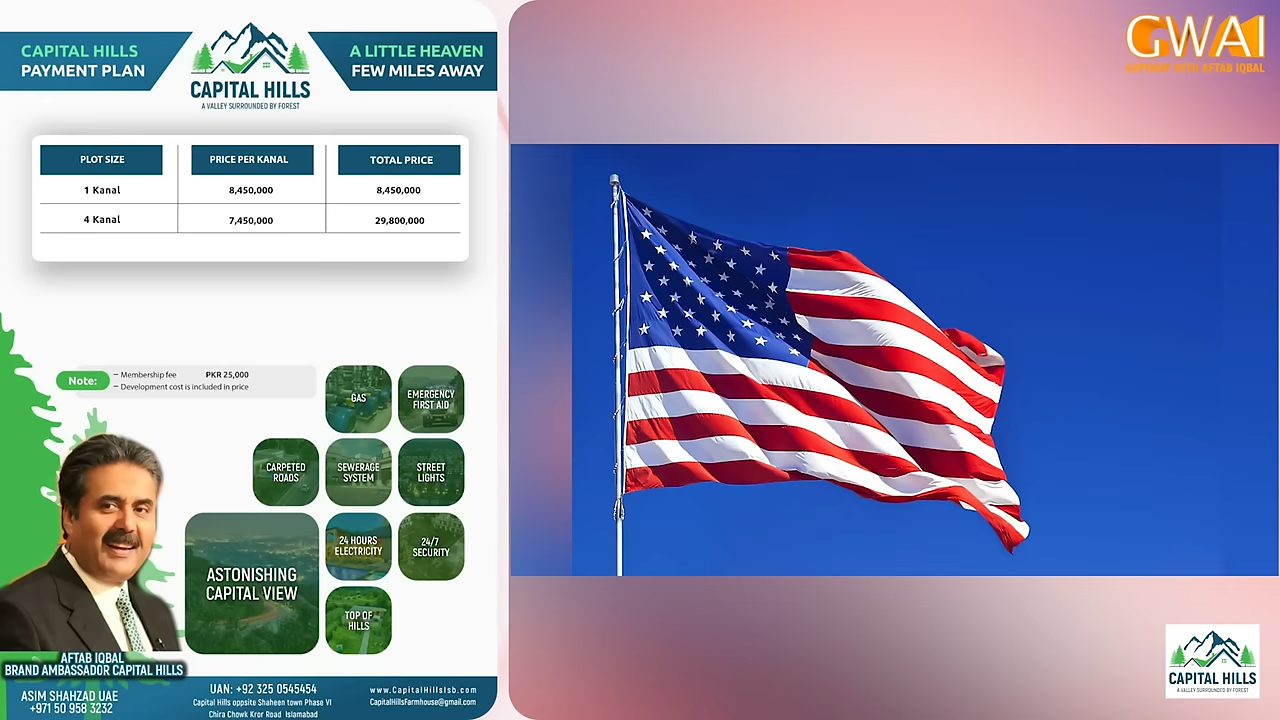 CAPITAL HILLS
PAYMENT PLAN
CAPITAL HILLS
A VALLEY SURROUNDED BY FOREST
A LITTLE HEAVEN
FEW MILES AWAY
PLOT SIZE PRICE PER KANAL TOTAL PRICE
1 Kanal 8,450,000 8,450,000
4 Kanal 7,450,000 29,800,000
Note:
– Membership fee PKR 25,000
– Development cost is included in price
GAS
EMERGENCY
FIRST AID
CARPETED
ROADS
SEWERAGE
SYSTEM
STREET
LIGHTS
ASTONISHING
CAPITAL VIEW
24 HOURS
ELECTRICITY
24/7
SECURITY
TOP OF
HILLS
AFTAB IQBAL
BRAND AMBASSADOR CAPITAL HILLS
ASIM SHAHZAD UAE
+971 50 958 3232
UAN: +92 325 0545454
Capital Hills oppsite Shaheen town Phase VI
Chira Chowk Kror Road Islamabad
www.CapitalHillsIsb.com
CapitalHillsFarmhouse@gmail.com
GWAI
WITH AFTAB IQBAL
CAPITAL HILLS
A VALLEY SURROUNDED BY FOREST